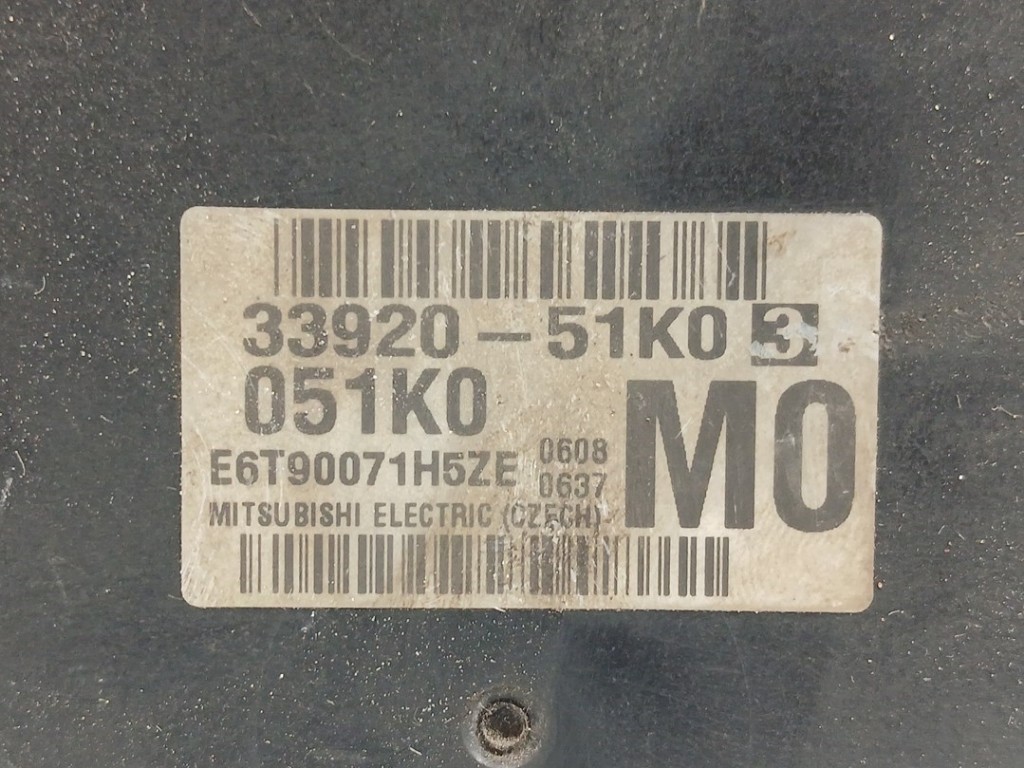 33920-51K0 3
051K0
E6T90071H5ZE 0608
0637
M0
MITSUBISHI ELECTRIC (CZECH)